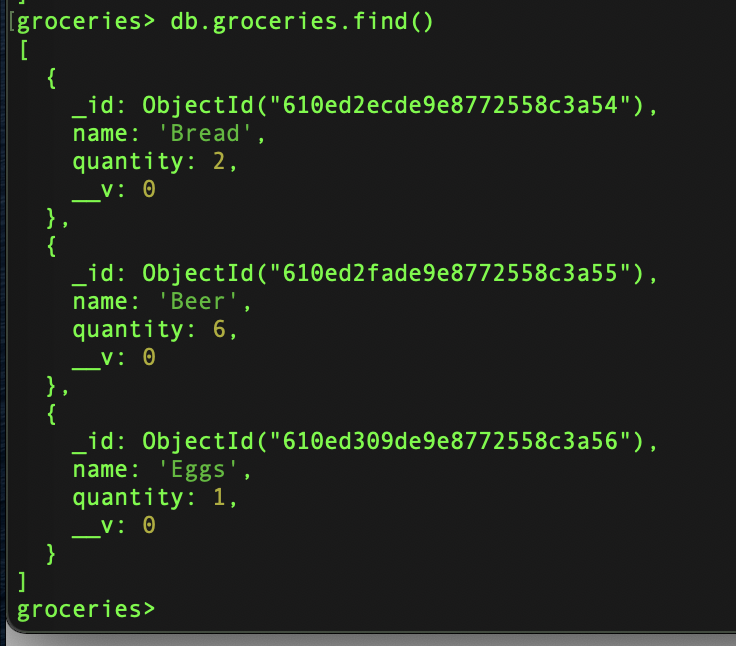 ]
[groceries> db.groceries.find()
[
  {
    _id: ObjectId("610ed2ecde9e8772558c3a54"),
    name: 'Bread',
    quantity: 2,
    __v: 0
  },
  {
    _id: ObjectId("610ed2fade9e8772558c3a55"),
    name: 'Beer',
    quantity: 6,
    __v: 0
  },
  {
    _id: ObjectId("610ed309de9e8772558c3a56"),
    name: 'Eggs',
    quantity: 1,
    __v: 0
  }
]
groceries>